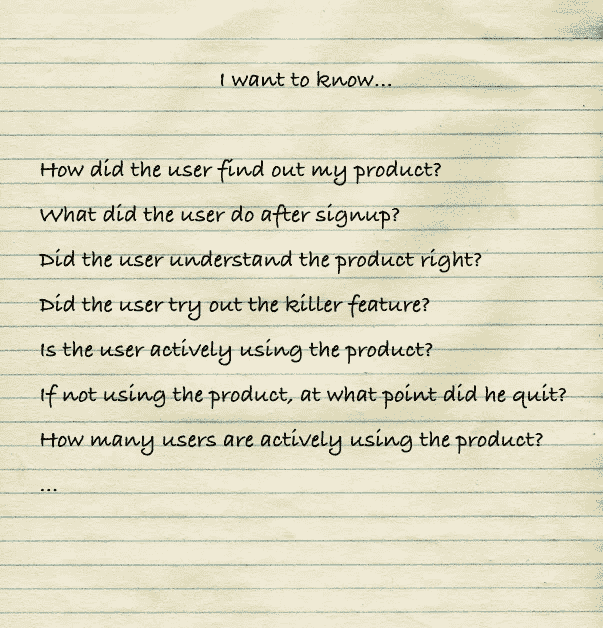 I want to know...
How did the user find out my product?
What did the user do after signup?
Did the user understand the product right?
Did the user try out the killer feature?
Is the user actively using the product?
If not using the product, at what point did he quit?
How many users are actively using the product?
...